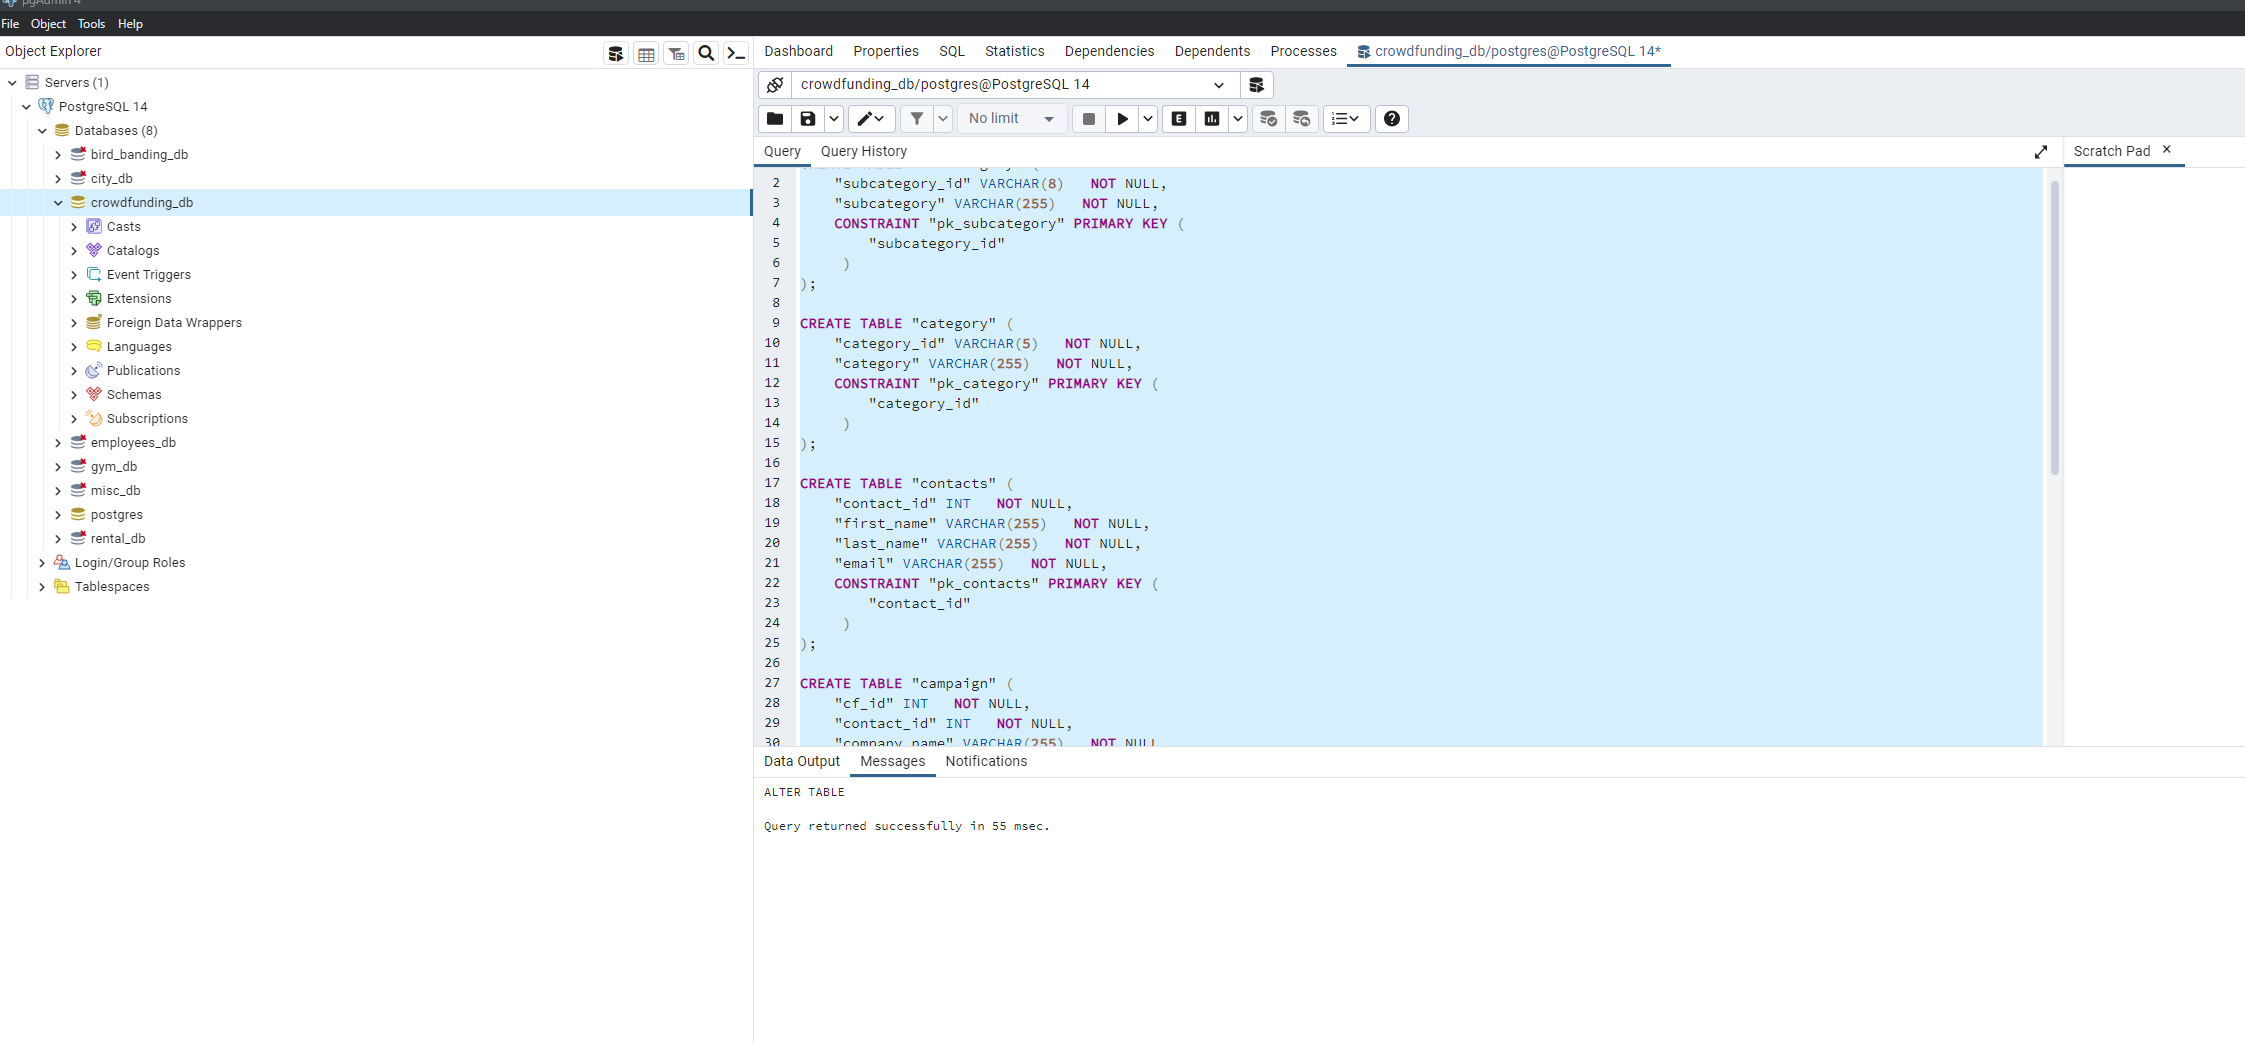 pgAdmin 4
File Object Tools Help
Object Explorer
Servers (1)
PostgreSQL 14
Databases (8)
bird_banding_db
city_db
crowdfunding_db
Casts
Catalogs
Event Triggers
Extensions
Foreign Data Wrappers
Languages
Publications
Schemas
Subscriptions
employees_db
gym_db
misc_db
postgres
rental_db
Login/Group Roles
Tablespaces
Dashboard Properties SQL Statistics Dependencies Dependents Processes crowdfunding_db/postgres@PostgreSQL 14*
crowdfunding_db/postgres@PostgreSQL 14
No limit
E
Query Query History
Scratch Pad
2 "subcategory_id" VARCHAR(8)   NOT NULL,
3 "subcategory" VARCHAR(255)   NOT NULL,
4 CONSTRAINT "pk_subcategory" PRIMARY KEY (
5 "subcategory_id"
6 )
7 );
8
9 CREATE TABLE "category" (
10 "category_id" VARCHAR(5)   NOT NULL,
11 "category" VARCHAR(255)   NOT NULL,
12 CONSTRAINT "pk_category" PRIMARY KEY (
13 "category_id"
14 )
15 );
16
17 CREATE TABLE "contacts" (
18 "contact_id" INT   NOT NULL,
19 "first_name" VARCHAR(255)   NOT NULL,
20 "last_name" VARCHAR(255)   NOT NULL,
21 "email" VARCHAR(255)   NOT NULL,
22 CONSTRAINT "pk_contacts" PRIMARY KEY (
23 "contact_id"
24 )
25 );
26
27 CREATE TABLE "campaign" (
28 "cf_id" INT   NOT NULL,
29 "contact_id" INT   NOT NULL,
30 "company_name" VARCHAR(255)   NOT NULL
Data Output Messages Notifications
ALTER TABLE
Query returned successfully in 55 msec.